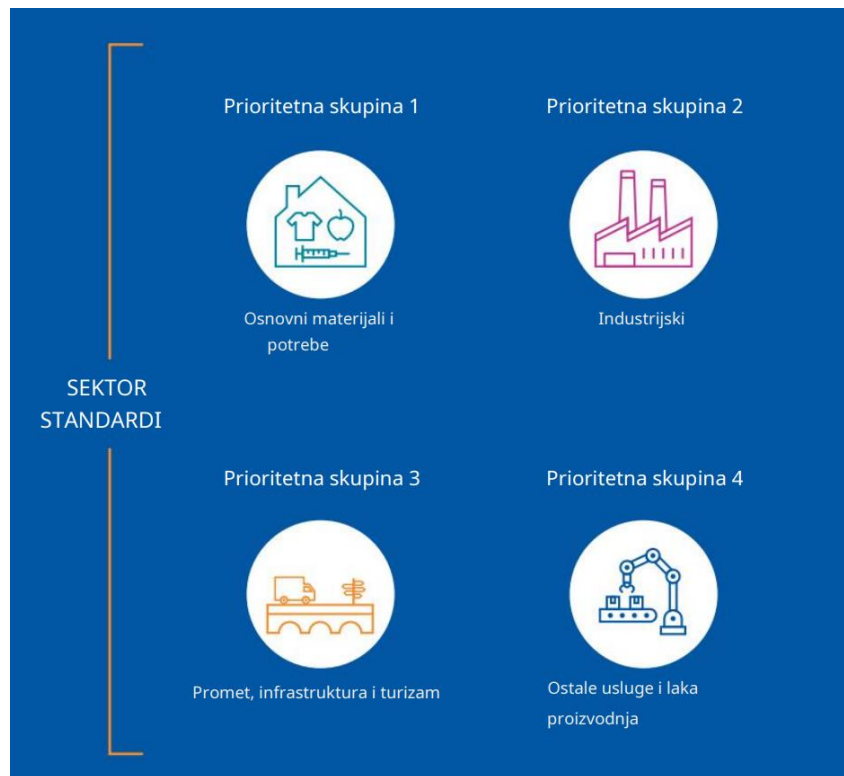 Prioritetna skupina 1
Prioritetna skupina 2
Osnovni materijali i
potrebe
Industrijski
SEKTOR
STANDARDI
Prioritetna skupina 3
Prioritetna skupina 4
Promet, infrastruktura i turizam
Ostale usluge i laka
proizvodnja